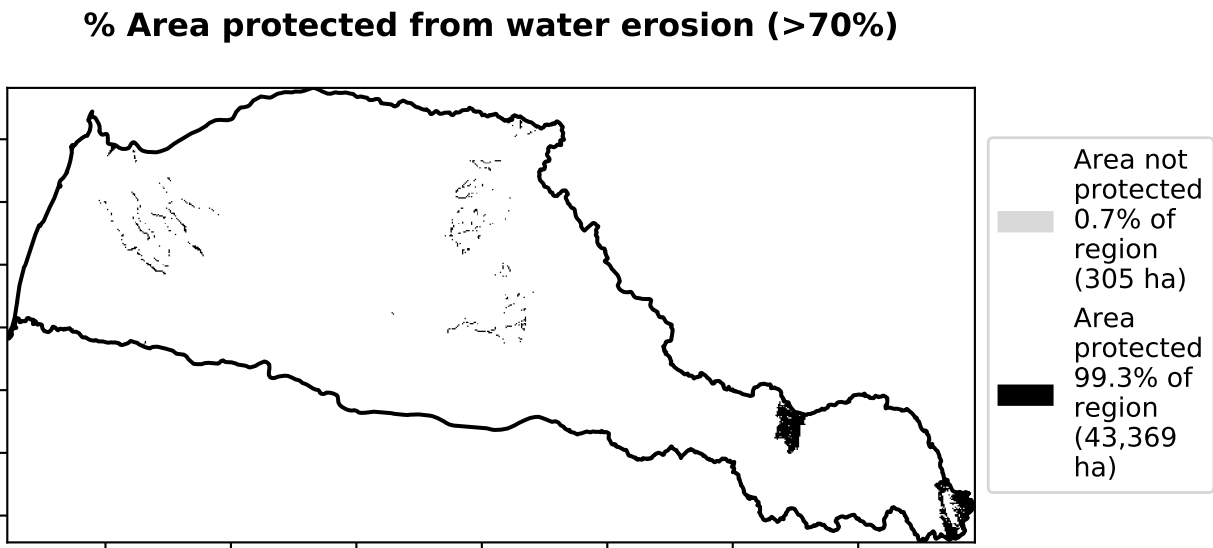 % Area protected from water erosion (>70%)
Area not
protected
0.7% of
region
(305 ha)
Area
protected
99.3% of
region
(43,369
ha)